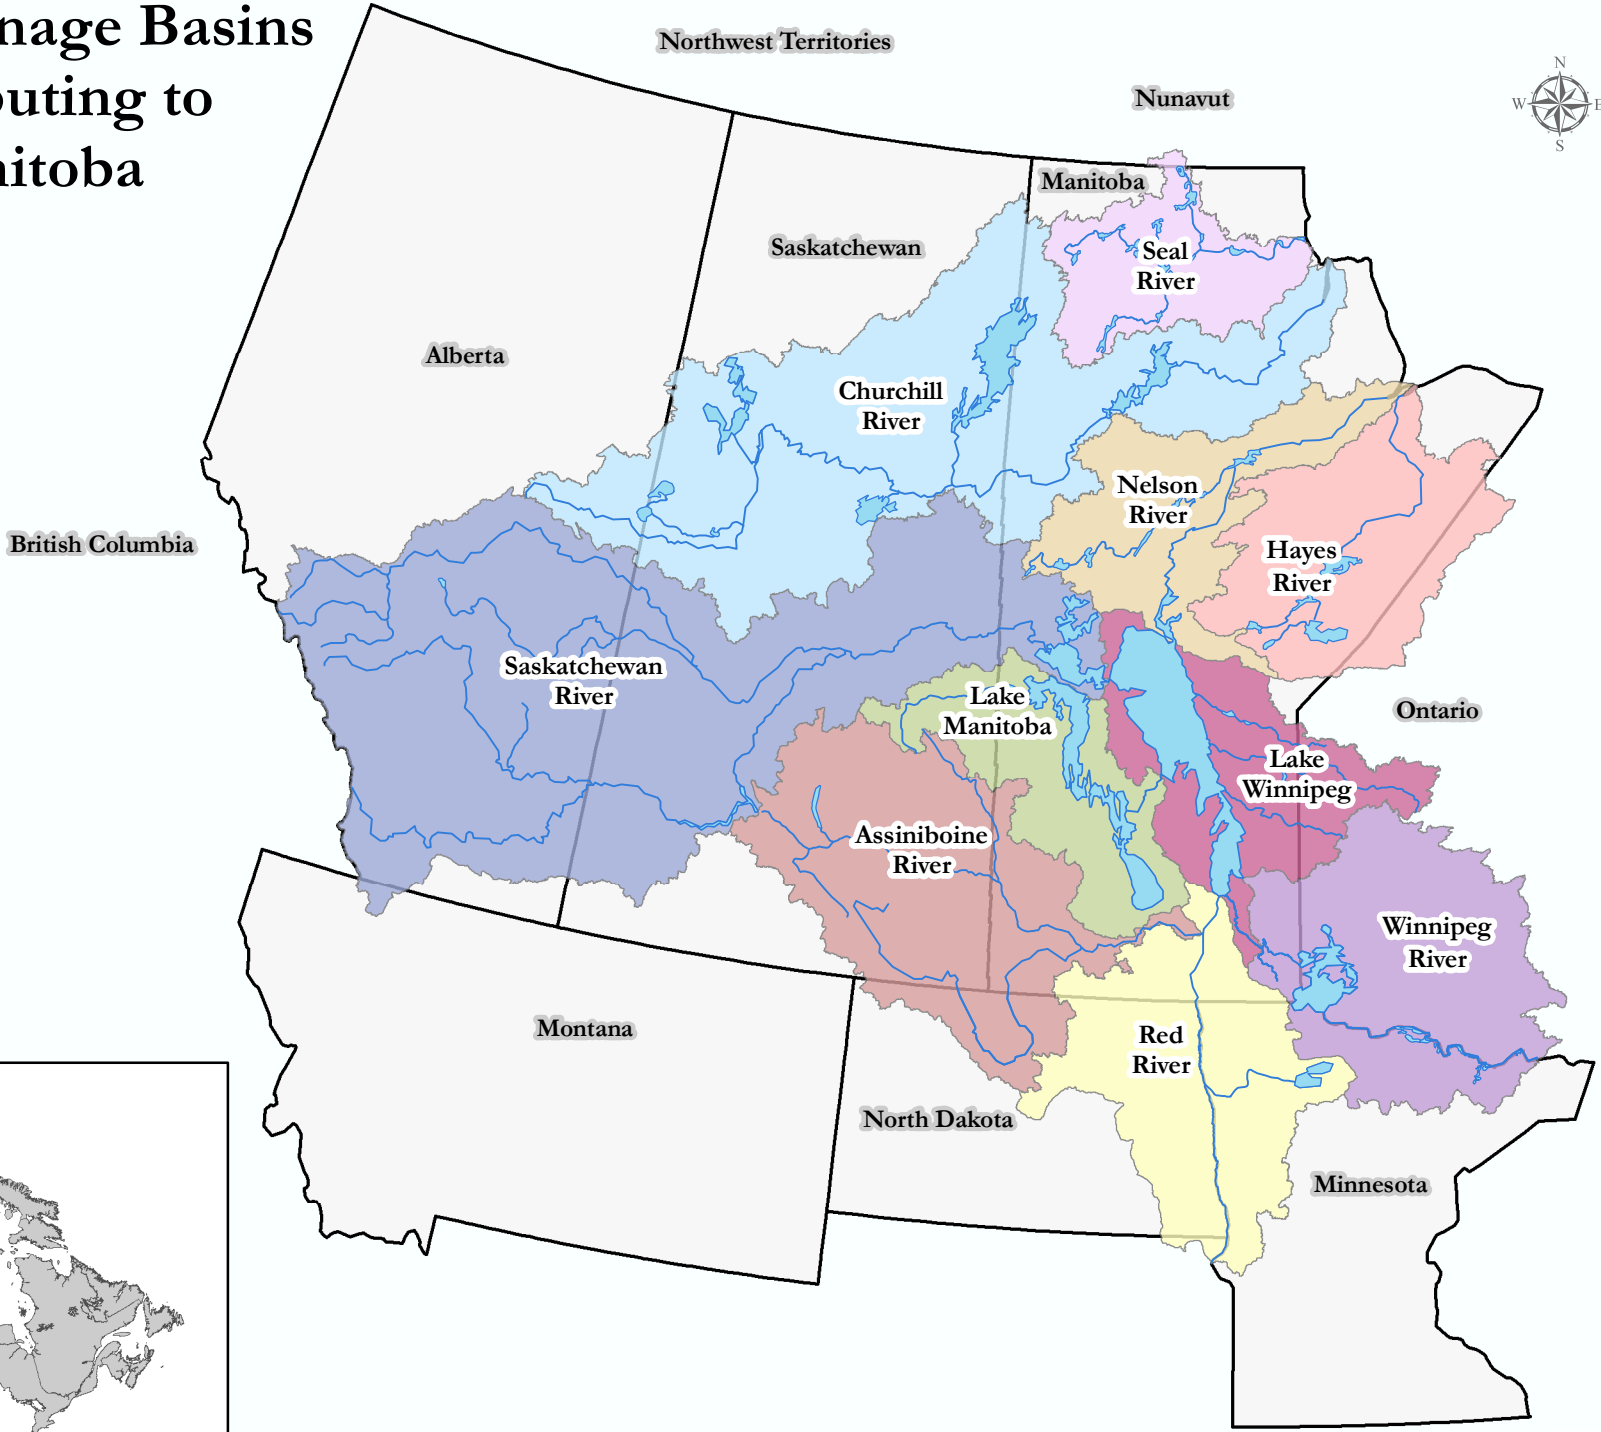 nage Basins
outing to
nitoba
Northwest Territories
Nunavut
N
W
E
S
Manitoba
Saskatchewan
Seal
River
Alberta
Churchill
River
Nelson
River
British Columbia
Hayes
River
Saskatchewan
River
Lake
Manitoba
Ontario
Lake
Winnipeg
Assiniboine
River
Winnipeg
River
Montana
Red
River
North Dakota
Minnesota